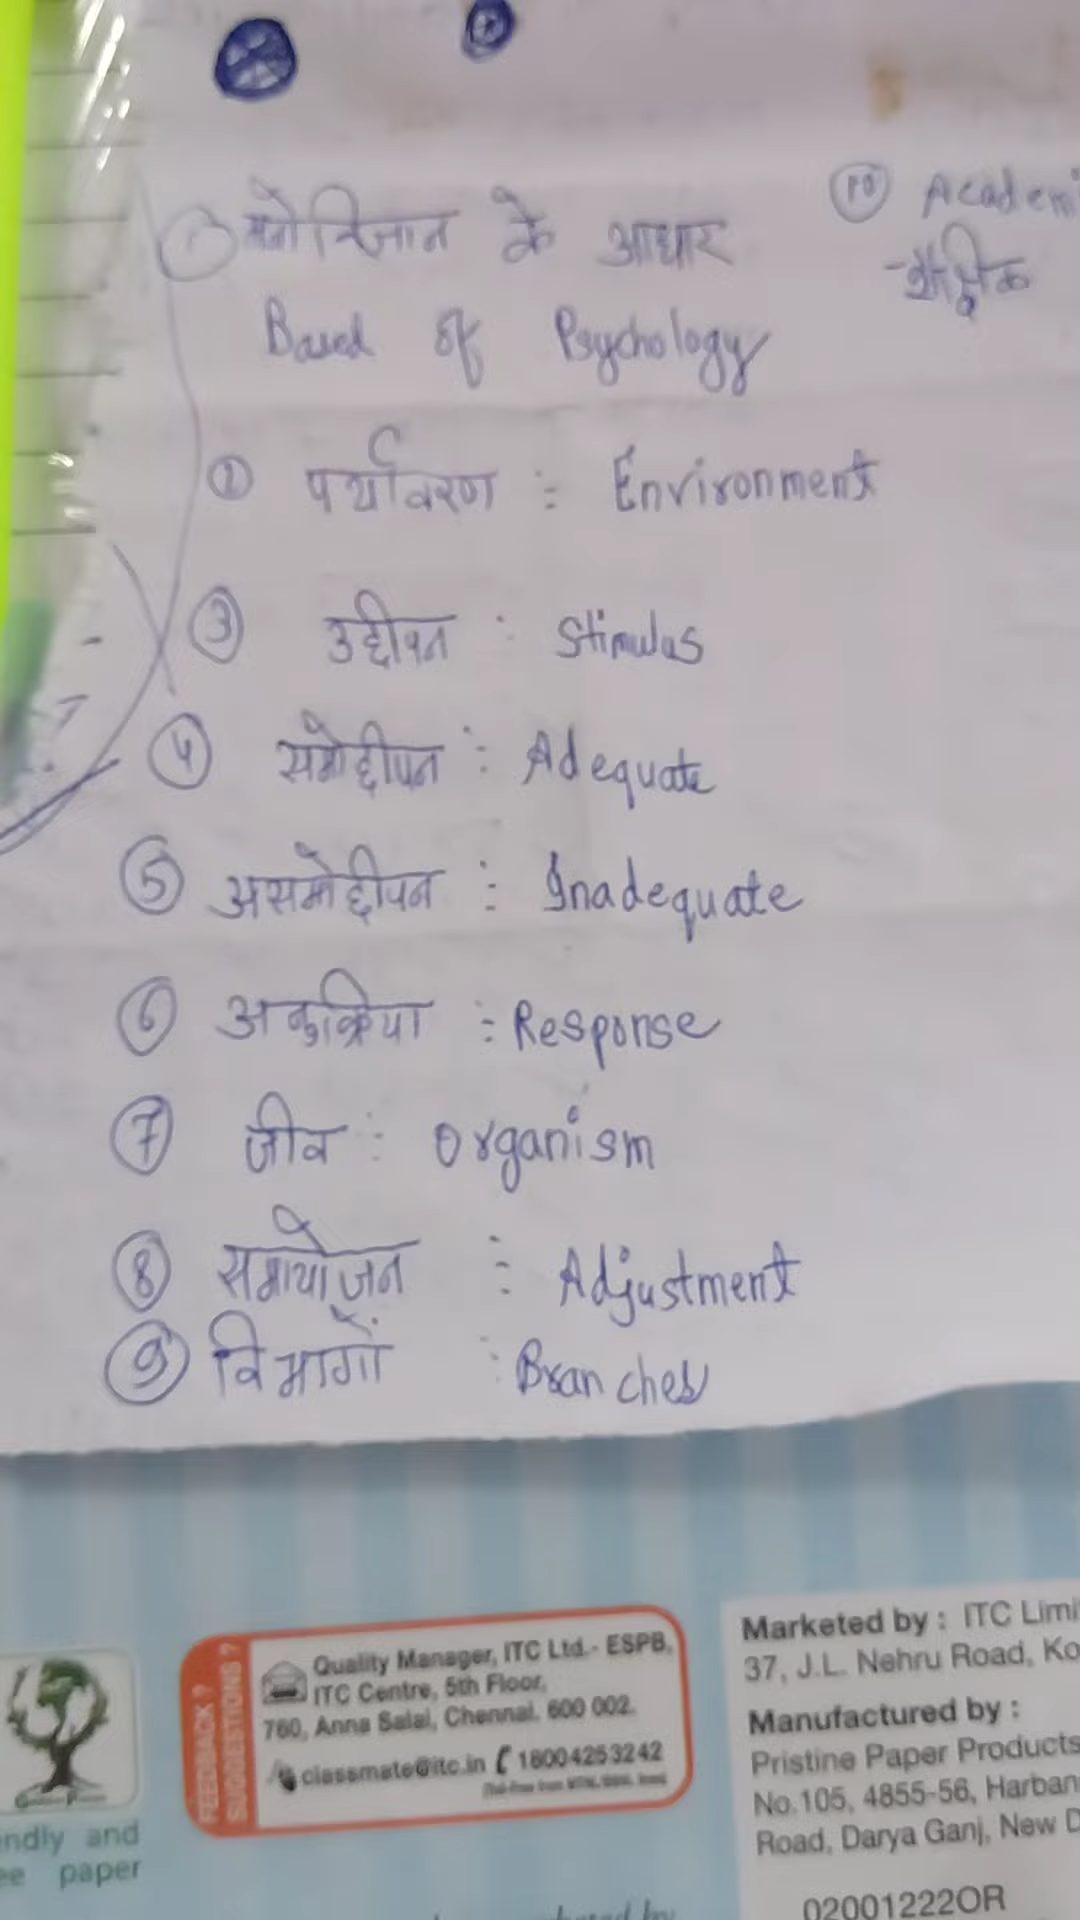 मनोविज्ञान के आधार
Based of Psychology
10 Academi
शैक्षिक
② पर्यावरण : Environment
③ उद्दीपन : Stimulus
④ समोद्दीपन : Adequate
⑤ असमोद्दीपन : Inadequate
⑥ अनुक्रिया : Response
⑦ जीव : Organism
⑧ समायोजन : Adjustment
⑨ विभागों : Branches
FEEDBACK ?
SUGGESTIONS ?
Quality Manager, ITC Ltd.- ESPB,
ITC Centre, 5th Floor,
760, Anna Salai, Chennai. 600 002.
classmate@itc.in 18004253242
Marketed by : ITC Limi
37, J.L. Nehru Road, Ko
Manufactured by :
Pristine Paper Products
No.105, 4855-56, Harban
Road, Darya Ganj, New D
02001222OR
ndly and
ee paper